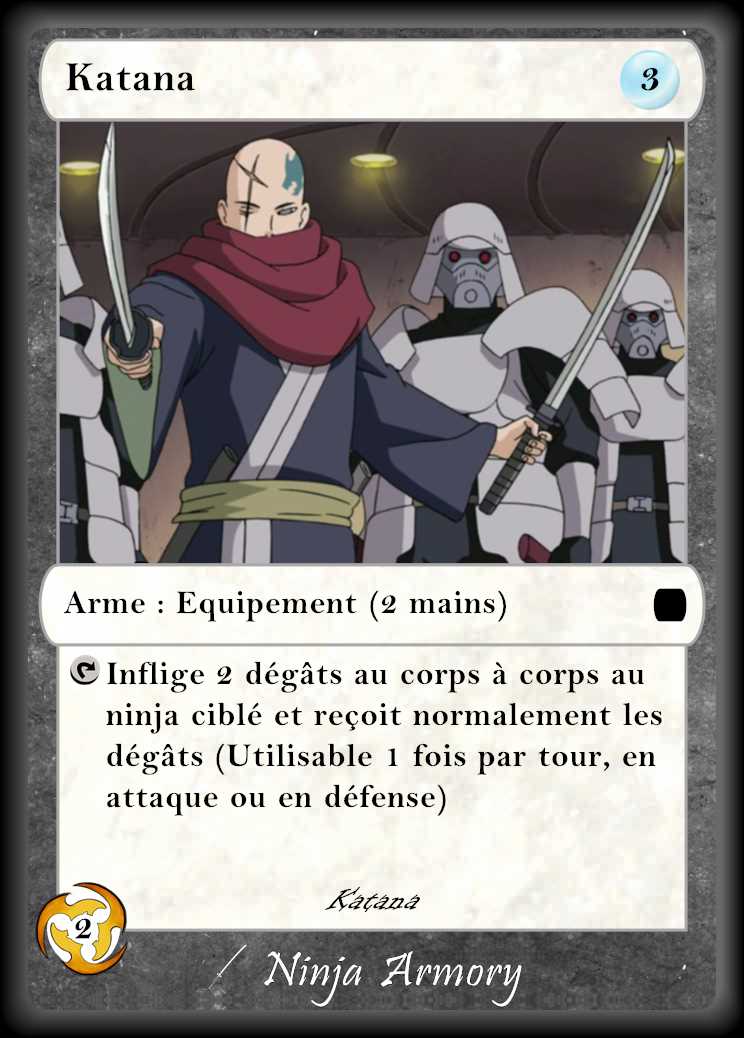 Katana
3
Arme : Equipement (2 mains)
Inflige 2 dégâts au corps à corps au
ninja ciblé et reçoit normalement les
dégâts (Utilisable 1 fois par tour, en
attaque ou en défense)
Katana
2
Ninja Armory